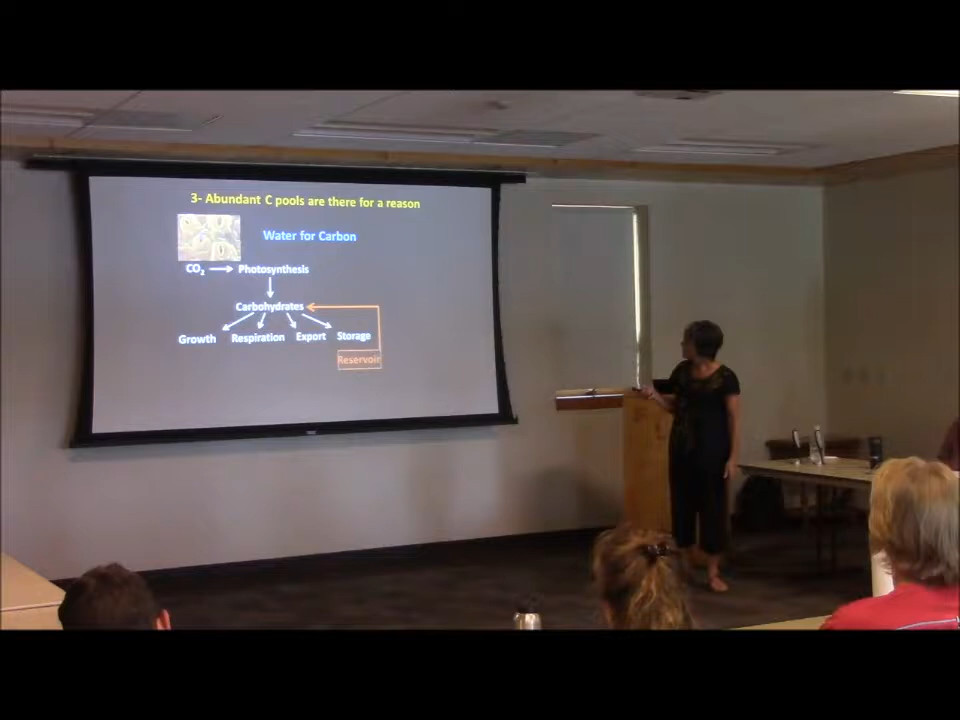 3- Abundant C pools are there for a reason
Water for Carbon
CO₂ Photosynthesis
Carbohydrates
Growth Respiration Export Storage
Reservoir